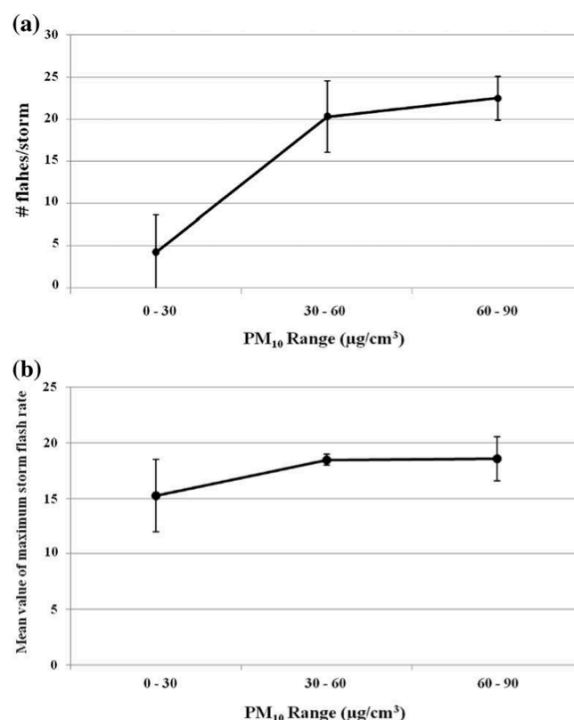 (a)
30
25
20
15
10
5
0
# flahes/storm
0 - 30
30 - 60
60 - 90
PM₁₀ Range (µg/cm³)
(b)
25
20
15
10
5
0
Mean value of maximum storm flash rate
0 - 30
30 - 60
60 - 90
PM₁₀ Range (µg/cm³)